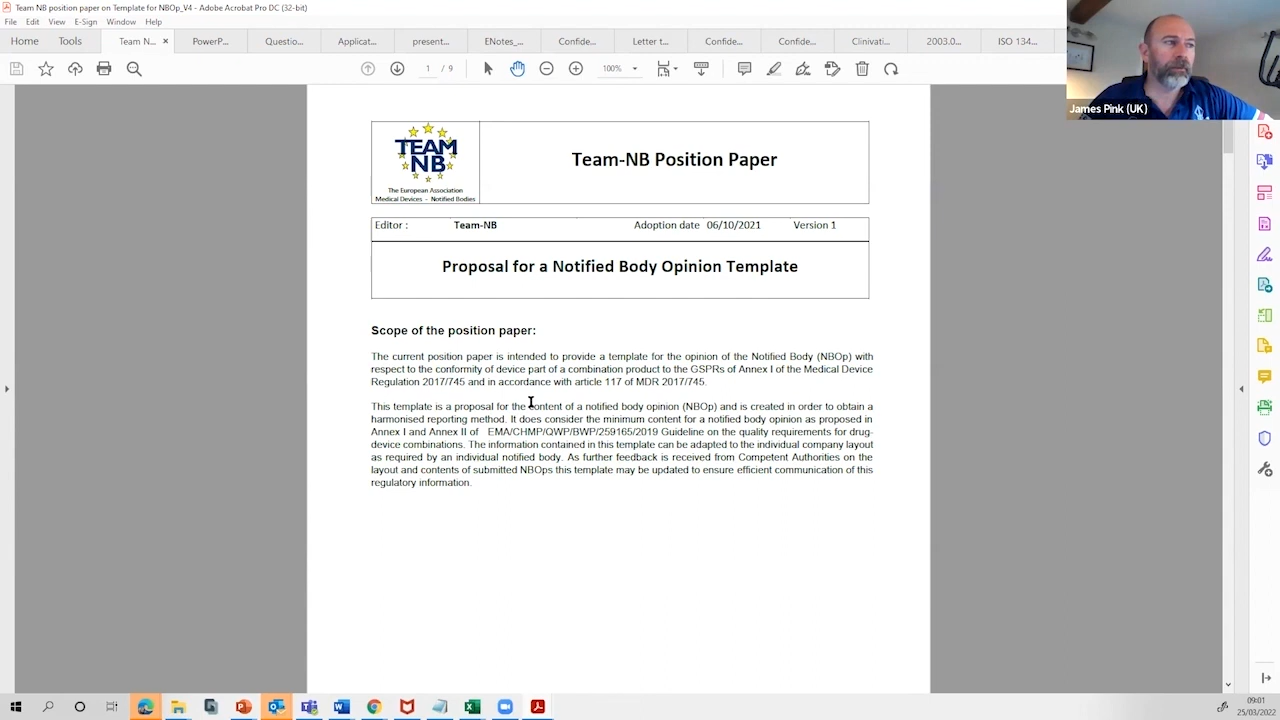 Team NB position paper on Template for NBOp_V4 - Adobe Acrobat Pro DC (32-bit)
File Edit View E-Sign Window Help
Home Tools Team N... × PowerP... Questio... Applicat... present... ENotes_... Confide... Letter t... Confide... Confide... Clinivati... 2003.0... ISO 134...
1 / 9 100%
James Pink (UK)
TEAM
NB
The European Association
Medical Devices - Notified Bodies
Team-NB Position Paper
Editor : Team-NB Adoption date 06/10/2021 Version 1
Proposal for a Notified Body Opinion Template
Scope of the position paper:
The current position paper is intended to provide a template for the opinion of the Notified Body (NBOp) with
respect to the conformity of device part of a combination product to the GSPRs of Annex I of the Medical Device
Regulation 2017/745 and in accordance with article 117 of MDR 2017/745.
This template is a proposal for the content of a notified body opinion (NBOp) and is created in order to obtain a
harmonised reporting method. It does consider the minimum content for a notified body opinion as proposed in
Annex I and Annex II of EMA/CHMP/QWP/BWP/259165/2019 Guideline on the quality requirements for drug-
device combinations. The information contained in this template can be adapted to the individual company layout
as required by an individual notified body. As further feedback is received from Competent Authorities on the
layout and contents of submitted NBOps this template may be updated to ensure efficient communication of this
regulatory information.
09:01
25/03/2022